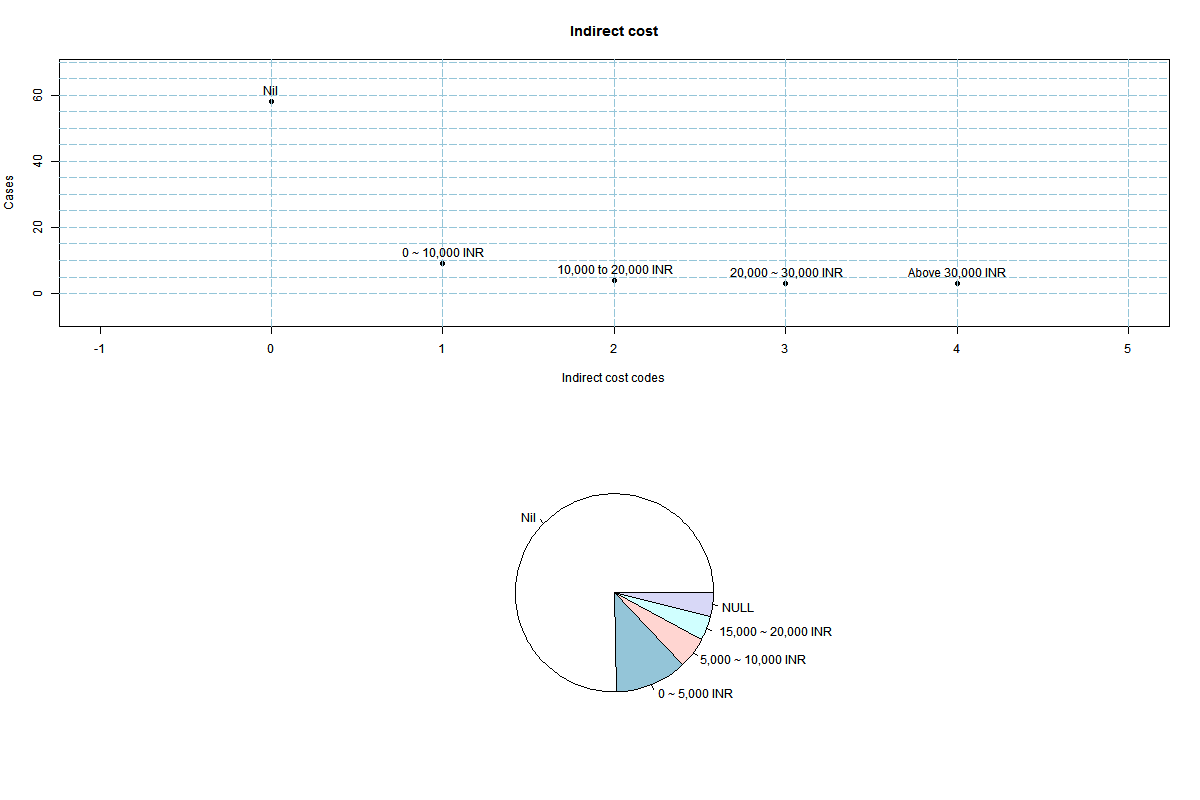 Indirect cost
Cases
60
40
20
0
Nil
0 ~ 10,000 INR
10,000 to 20,000 INR
20,000 ~ 30,000 INR
Above 30,000 INR
-1 0 1 2 3 4 5
Indirect cost codes
Nil
NULL
15,000 ~ 20,000 INR
5,000 ~ 10,000 INR
0 ~ 5,000 INR